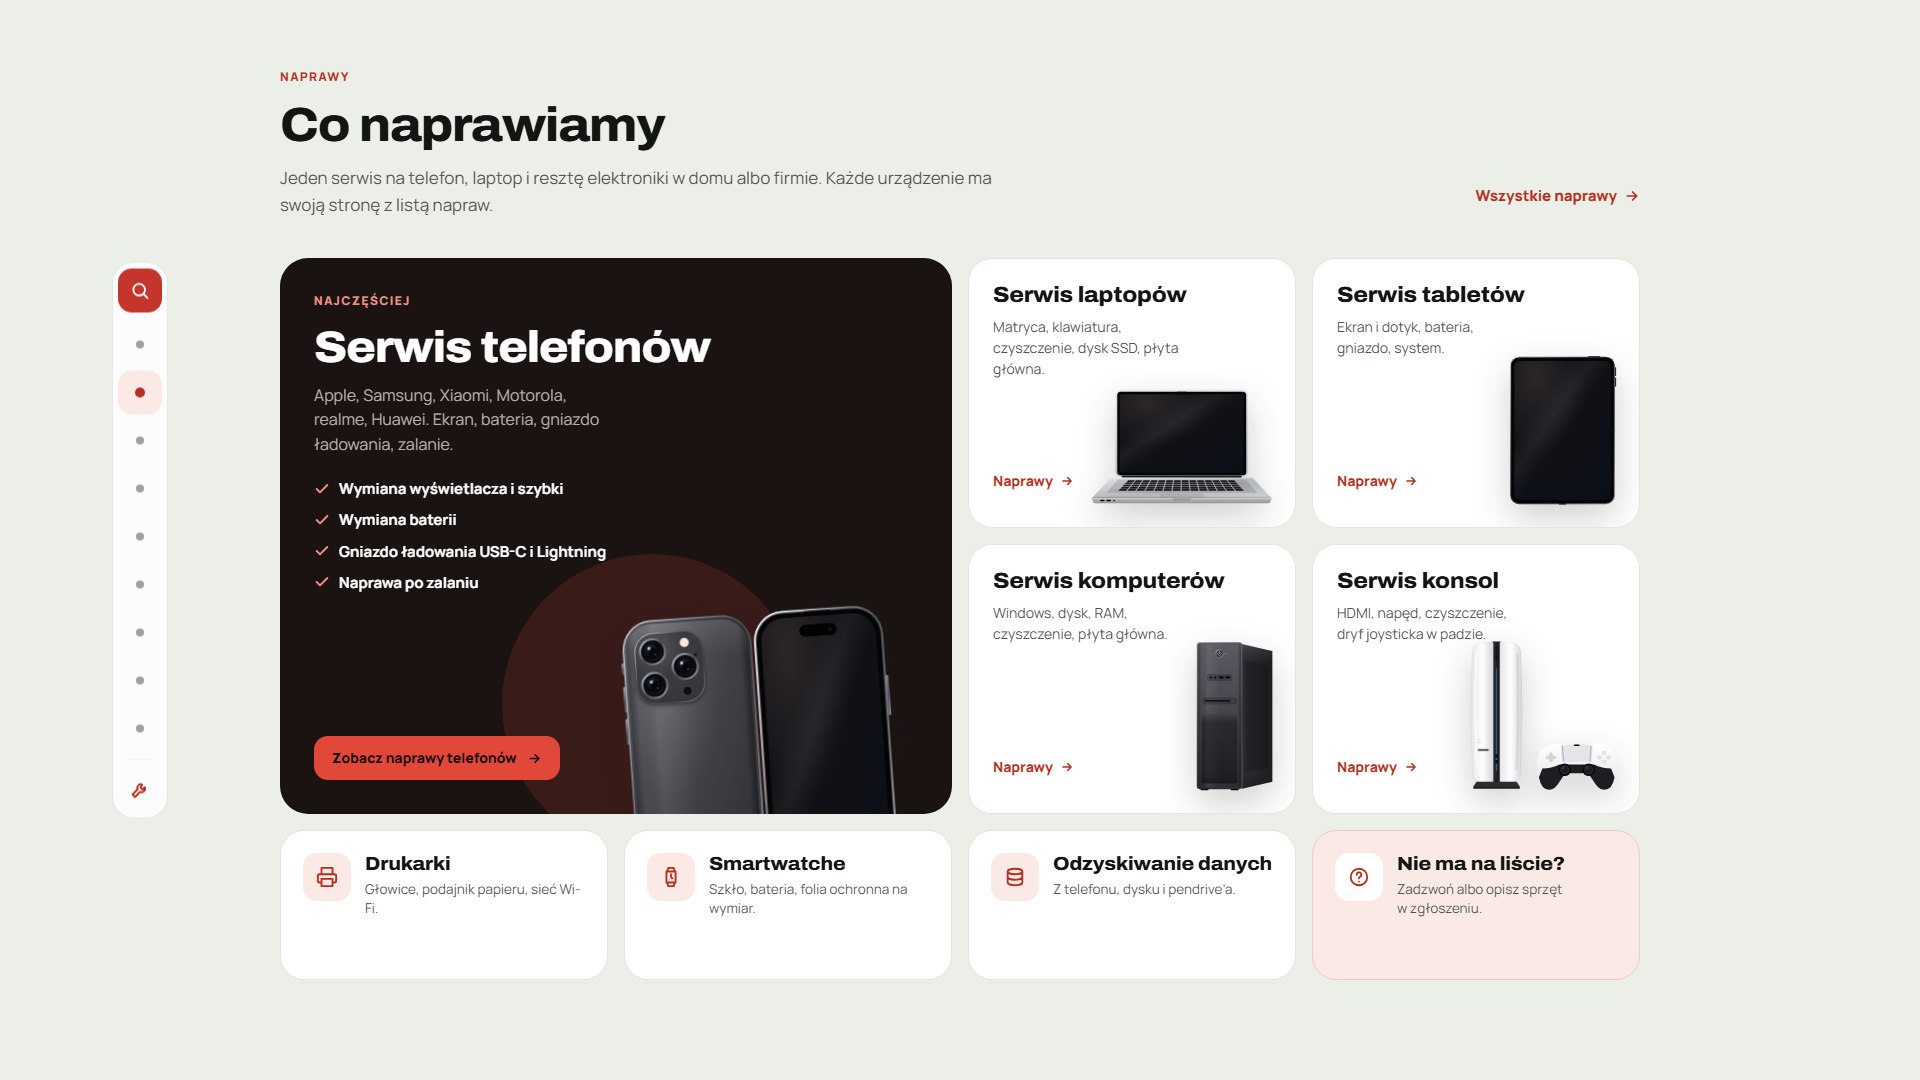 NAPRAWY
Co naprawiamy
Jeden serwis na telefon, laptop i resztę elektroniki w domu albo firmie. Każde urządzenie ma
swoją stronę z listą napraw.
Wszystkie naprawy
NAJCZĘŚCIEJ
Serwis telefonów
Apple, Samsung, Xiaomi, Motorola,
realme, Huawei. Ekran, bateria, gniazdo
ładowania, zalanie.
Wymiana wyświetlacza i szybki
Wymiana baterii
Gniazdo ładowania USB-C i Lightning
Naprawa po zalaniu
Zobacz naprawy telefonów
Serwis laptopów
Matryca, klawiatura,
czyszczenie, dysk SSD, płyta
główna.
Naprawy
Serwis tabletów
Ekran i dotyk, bateria,
gniazdo, system.
Naprawy
Serwis komputerów
Windows, dysk, RAM,
czyszczenie, płyta główna.
Naprawy
Serwis konsol
HDMI, napęd, czyszczenie,
dryf joysticka w padzie.
Naprawy
Drukarki
Głowice, podajnik papieru, sieć Wi-
Fi.
Smartwatche
Szkło, bateria, folia ochronna na
wymiar.
Odzyskiwanie danych
Z telefonu, dysku i pendrive'a.
Nie ma na liście?
Zadzwoń albo opisz sprzęt
w zgłoszeniu.